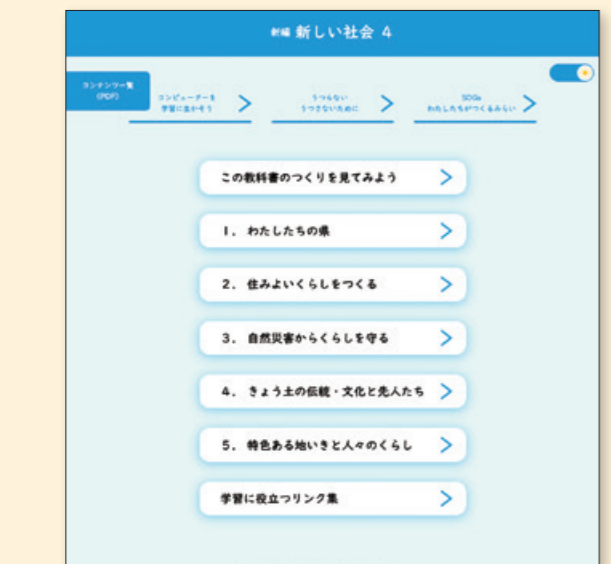 新編 新しい社会 4
コンテンツ一覧
(PDF)
コンピューターを
学習に生かそう
うつらない
うつさないために
SDGs
わたしたちがつくるみらい
この教科書のつくりを見てみよう
1. わたしたちの県
2. 住みよいくらしをつくる
3. 自然災害からくらしを守る
4. きょう土の伝統・文化と先人たち
5. 特色ある地いきと人々のくらし
学習に役立つリンク集